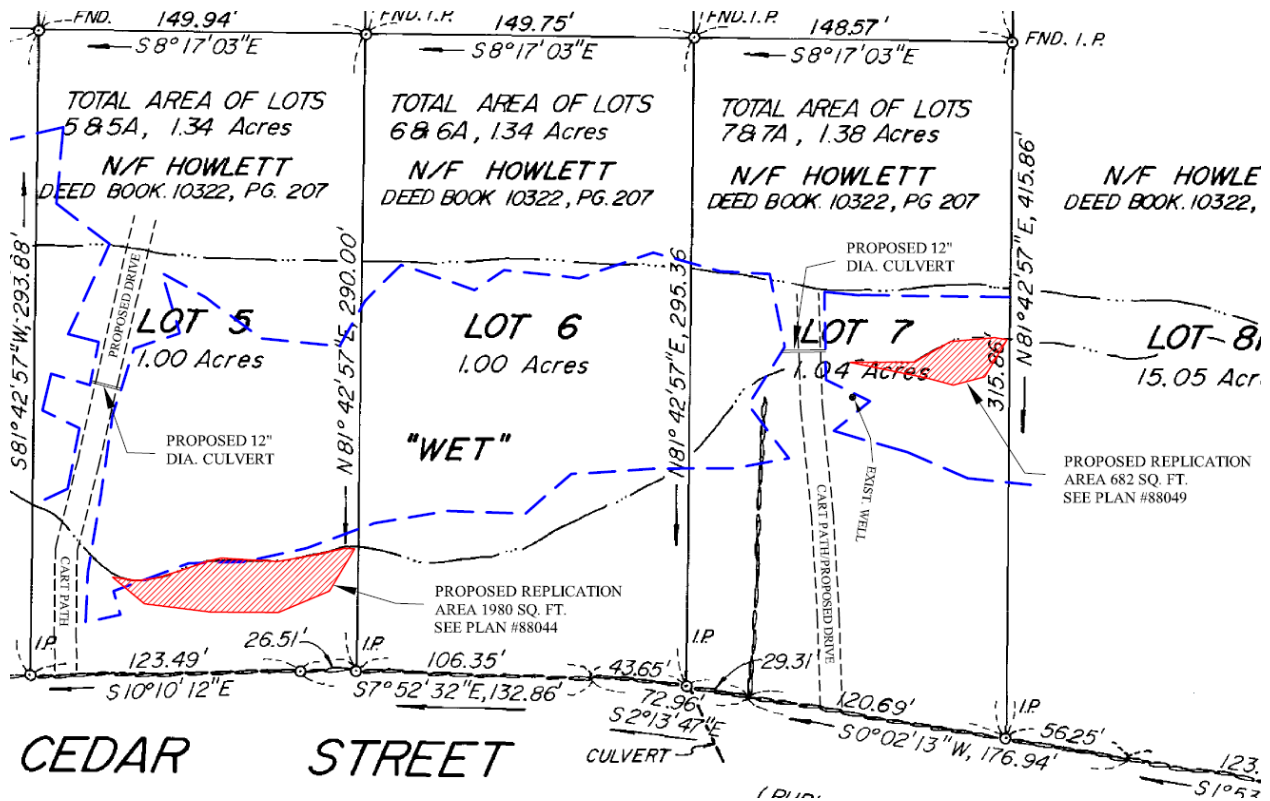 FND.
149.94'
FND. I.P.
149.75'
FND. I.P.
148.57'
FND. I.P.
S8°17'03"E
S8°17'03"E
S8°17'03"E
TOTAL AREA OF LOTS
5 & 5A, 1.34 Acres
N/F HOWLETT
DEED BOOK. 10322, PG. 207
TOTAL AREA OF LOTS
6 & 6A, 1.34 Acres
N/F HOWLETT
DEED BOOK 10322, PG. 207
TOTAL AREA OF LOTS
7 & 7A, 1.38 Acres
N/F HOWLETT
DEED BOOK. 10322, PG 207
N/F HOWLE
DEED BOOK. 10322,
S81°42'57"W, 293.88'
N81°42'57"E, 290.00'
N81°42'57"E, 295.36
N81°42'57"E, 415.86'
315.86'
PROPOSED DRIVE
LOT 5
1.00 Acres
LOT 6
1.00 Acres
PROPOSED 12"
DIA. CULVERT
LOT 7
1.04 Acres
LOT-8
15.05 Acr
PROPOSED 12"
DIA. CULVERT
"WET"
EXIST. WELL
PROPOSED REPLICATION
AREA 682 SQ. FT.
SEE PLAN #88049
CART PATH
CART PATH/PROPOSED DRIVE
PROPOSED REPLICATION
AREA 1980 SQ. FT.
SEE PLAN #88044
I.P.
123.49'
26.51'
I.P.
106.35'
43.65'
I.P.
29.31'
S10°10'12"E
S7°52'32"E, 132.86'
72.96'
S2°13'47"E
120.69'
S0°02'13"W, 176.94'
I.P.
56.25'
123.
S1°53
CEDAR STREET
CULVERT